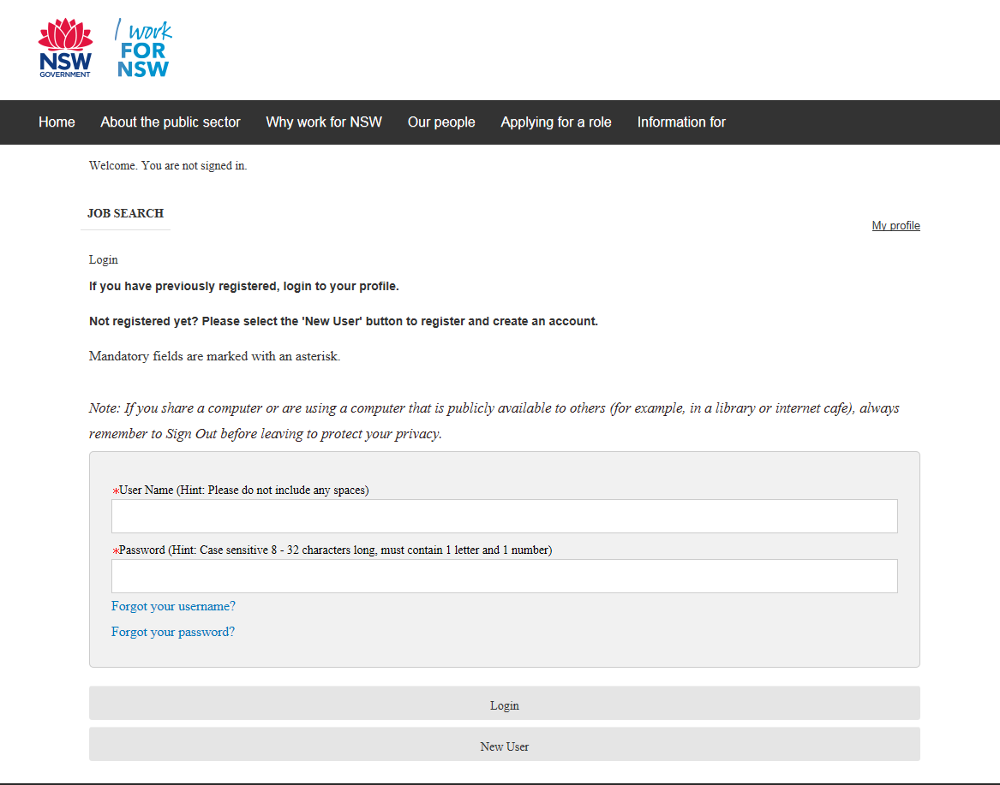 NSW
GOVERNMENT
I work
FOR
NSW
Home About the public sector Why work for NSW Our people Applying for a role Information for
Welcome. You are not signed in.
JOB SEARCH
My profile
Login
If you have previously registered, login to your profile.
Not registered yet? Please select the 'New User' button to register and create an account.
Mandatory fields are marked with an asterisk.
Note: If you share a computer or are using a computer that is publicly available to others (for example, in a library or internet cafe), always
remember to Sign Out before leaving to protect your privacy.
*User Name (Hint: Please do not include any spaces)
*Password (Hint: Case sensitive 8 - 32 characters long, must contain 1 letter and 1 number)
Forgot your username?
Forgot your password?
Login
New User